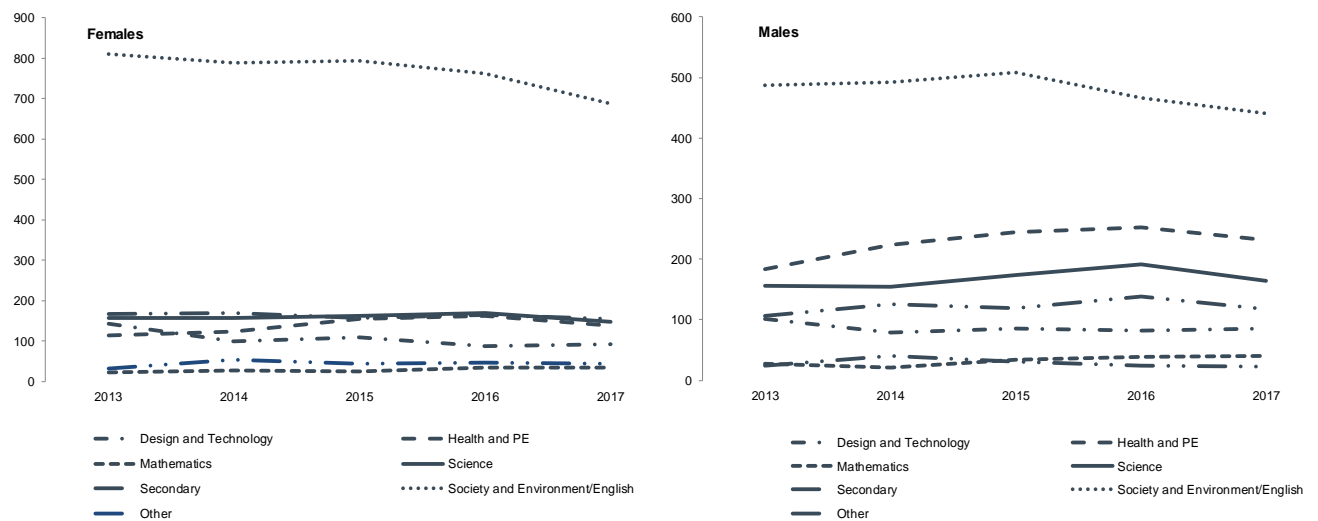 Females
900
800
700
600
500
400
300
200
100
0
2013 2014 2015 2016 2017
Design and Technology Health and PE
Mathematics Science
Secondary Society and Environment/English
Other
Males
600
500
400
300
200
100
0
2013 2014 2015 2016 2017
Design and Technology Health and PE
Mathematics Science
Secondary Society and Environment/English
Other